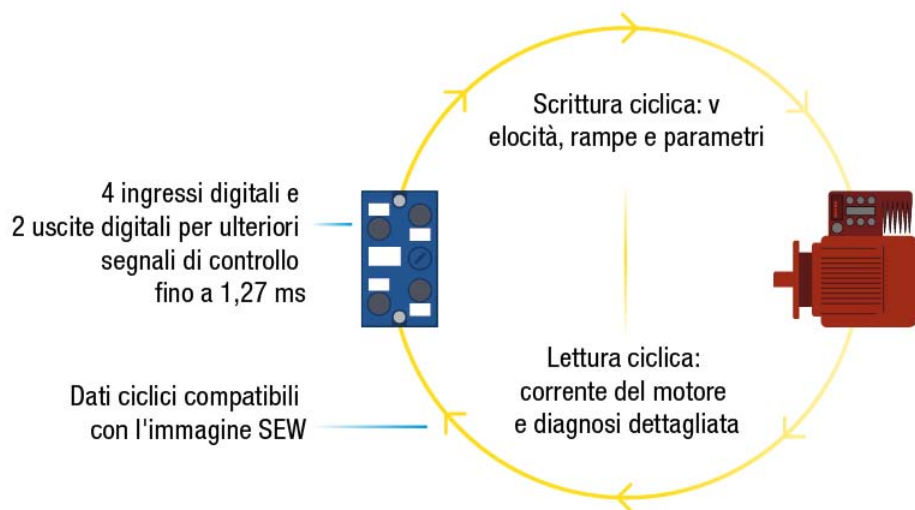 Scrittura ciclica: v
elocità, rampe e parametri
4 ingressi digitali e
2 uscite digitali per ulteriori
segnali di controllo
fino a 1,27 ms
Lettura ciclica:
corrente del motore
e diagnosi dettagliata
Dati ciclici compatibili
con l'immagine SEW